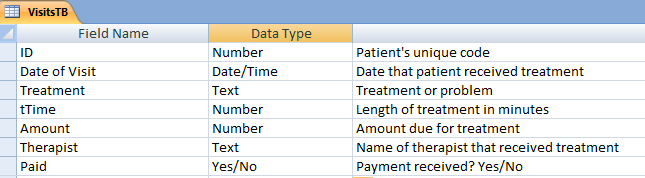 VisitsTB
Field Name Data Type
ID Number Patient's unique code
Date of Visit Date/Time Date that patient received treatment
Treatment Text Treatment or problem
tTime Number Length of treatment in minutes
Amount Number Amount due for treatment
Therapist Text Name of therapist that received treatment
Paid Yes/No Payment received? Yes/No